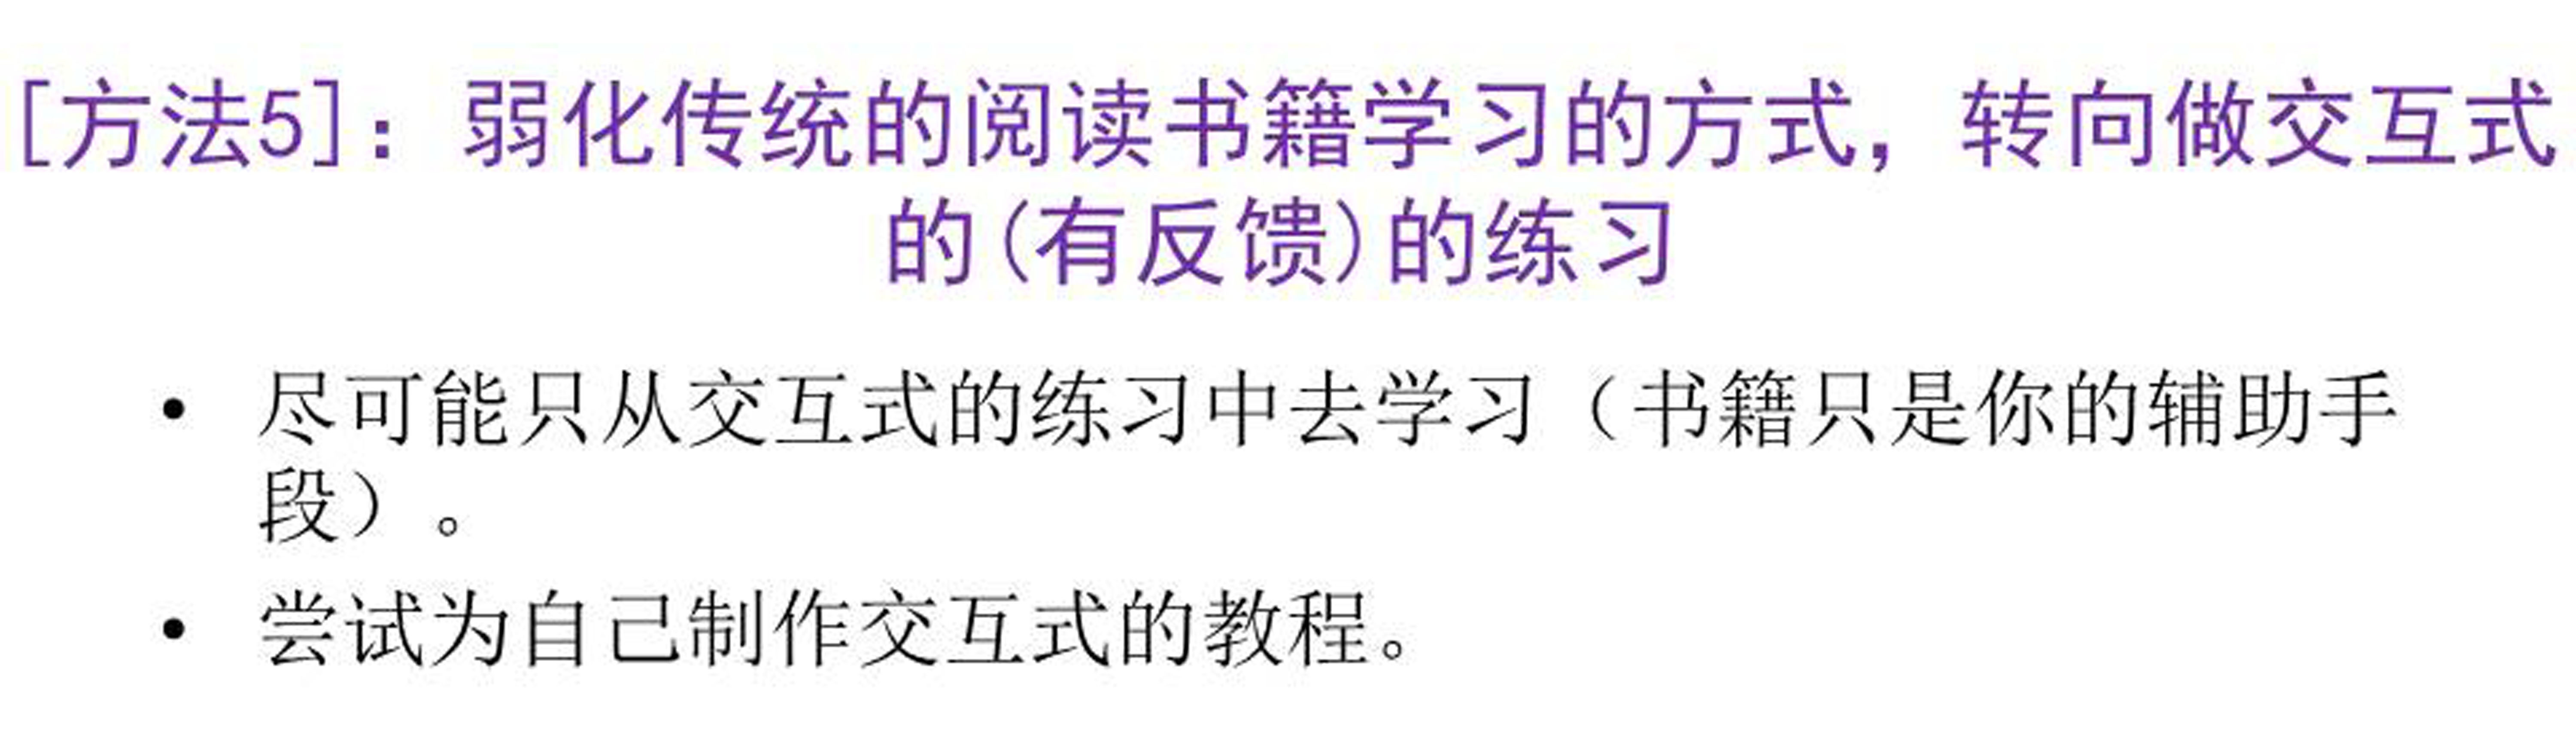 [方法5]：弱化传统的阅读书籍学习的方式，转向做交互式
的(有反馈)的练习
• 尽可能只从交互式的练习中去学习（书籍只是你的辅助手
段）。
• 尝试为自己制作交互式的教程。